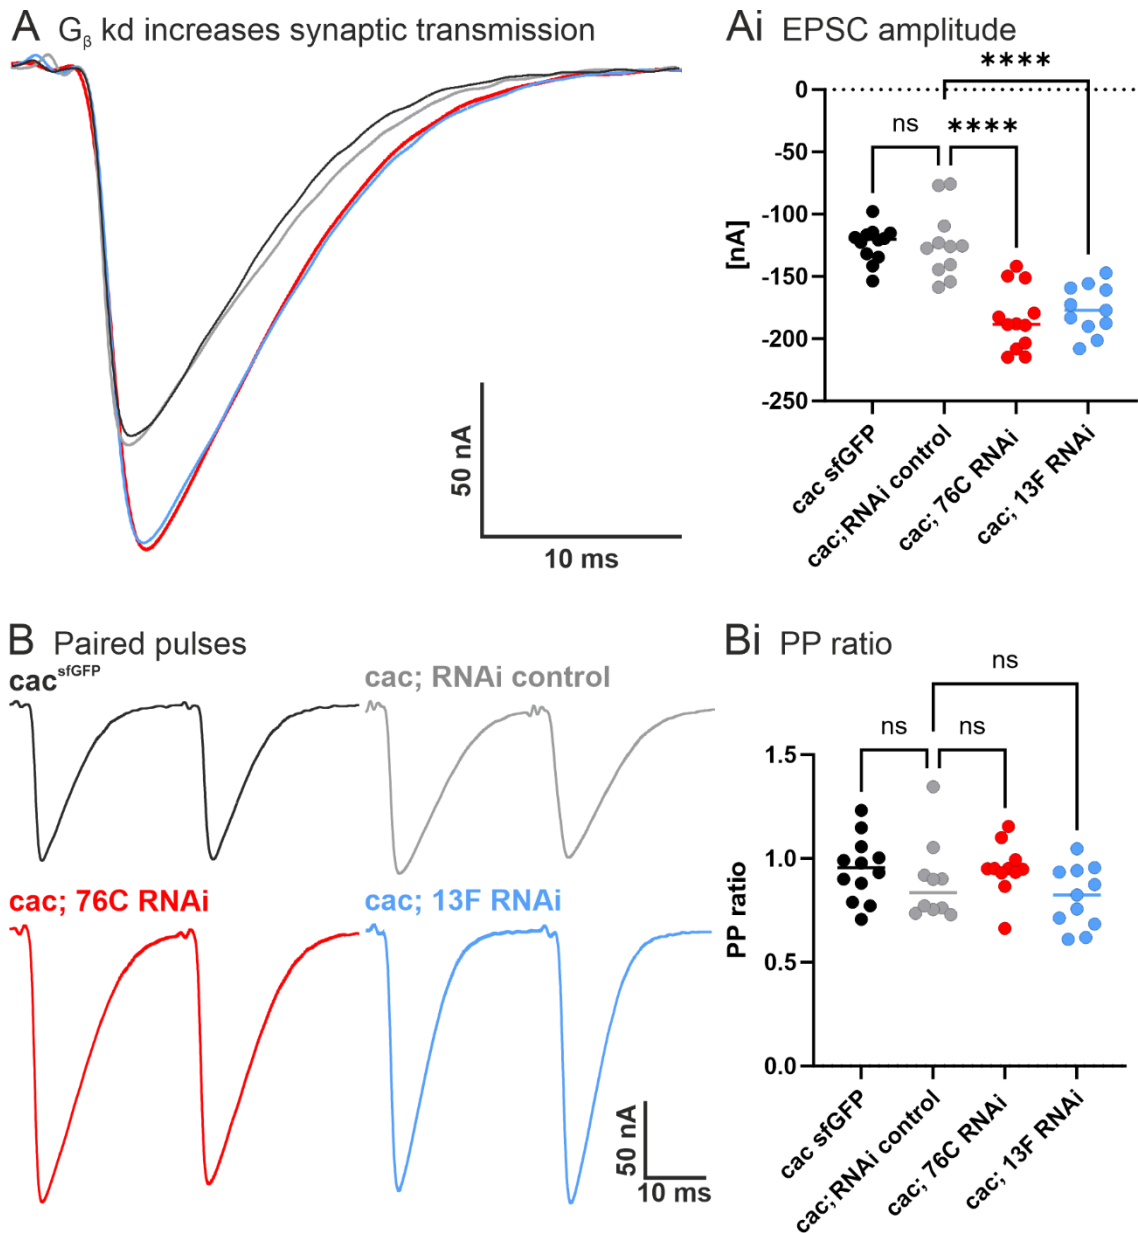 A Gβ kd increases synaptic transmission
50 nA
10 ms
Ai EPSC amplitude
****
ns ****
0
-50
-100
-150
-200
-250
[nA]
cac sfGFP
cac; RNAi control
cac; 76C RNAi
cac; 13F RNAi
B Paired pulses
cac sfGFP
cac; RNAi control
cac; 76C RNAi
cac; 13F RNAi
50 nA
10 ms
Bi PP ratio
ns
ns ns
1.5
1.0
0.5
0.0
PP ratio
cac sfGFP
cac; RNAi control
cac; 76C RNAi
cac; 13F RNAi